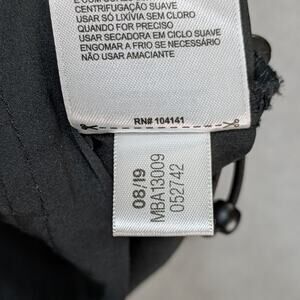 CENTRIFUGAÇÃO SUAVE
USAR SÓ LIXÍVIA SEM CLORO
QUANDO FOR PRECISO
USAR SECADORA EM CICLO SUAVE
ENGOMAR A FRIO SE NECESSÁRIO
NÃO USAR AMACIANTE
RN# 104141
08/19
MBA13009
052742